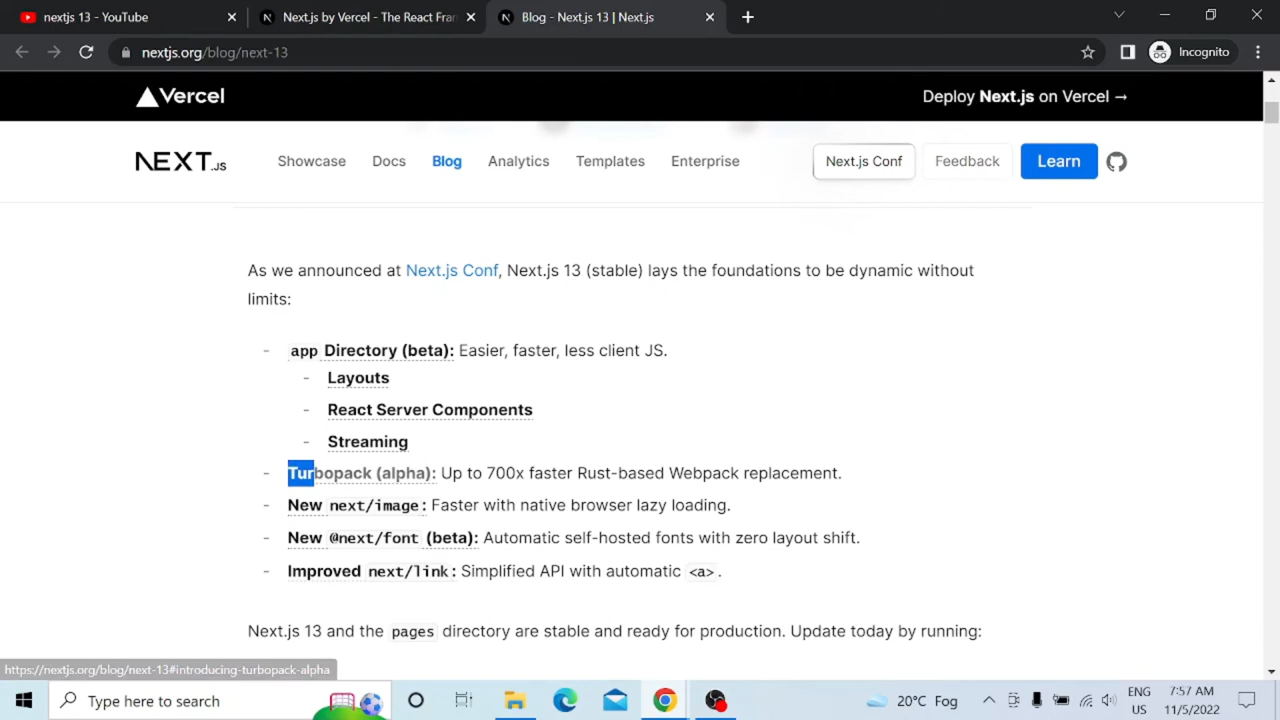 nextjs 13 - YouTube
Next.js by Vercel - The React Fra
Blog - Next.js 13 | Next.js
nextjs.org/blog/next-13
Incognito
Vercel
Deploy Next.js on Vercel →
NEXT.JS
Showcase
Docs
Blog
Analytics
Templates
Enterprise
Next.js Conf
Feedback
Learn
As we announced at Next.js Conf, Next.js 13 (stable) lays the foundations to be dynamic without
limits:
- app Directory (beta): Easier, faster, less client JS.
- Layouts
- React Server Components
- Streaming
- Turbopack (alpha): Up to 700x faster Rust-based Webpack replacement.
- New next/image: Faster with native browser lazy loading.
- New @next/font (beta): Automatic self-hosted fonts with zero layout shift.
- Improved next/link: Simplified API with automatic <a>.
Next.js 13 and the pages directory are stable and ready for production. Update today by running:
https://nextjs.org/blog/next-13#introducing-turbopack-alpha
Type here to search
20°C Fog
ENG
US
7:57 AM
11/5/2022